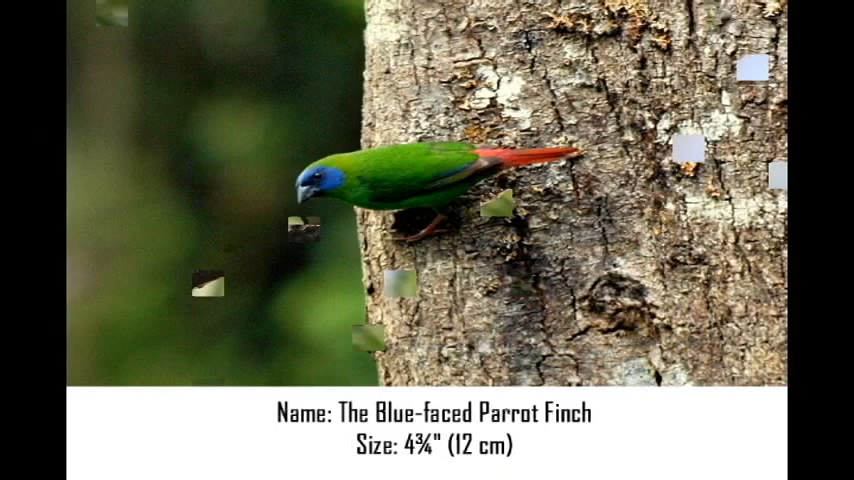 Name: The Blue-faced Parrot Finch
Size: 4¾" (12 cm)